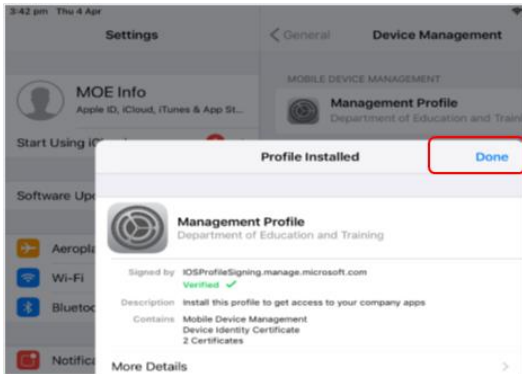 3:42 pm Thu 4 Apr
Settings
General
Device Management
MOE Info
Apple ID, iCloud, iTunes & App St...
MOBILE DEVICE MANAGEMENT
Management Profile
Department of Education and Traini
Start Using
Profile Installed
Done
Software Upd
Management Profile
Department of Education and Training
Signed by IOSProfileSigning.manage.microsoft.com
Verified ✓
Description Install this profile to get access to your company apps
Contains Mobile Device Management
Device Identity Certificate
2 Certificates
More Details
Aeropla
Wi-Fi
Bluetoo
Notifica